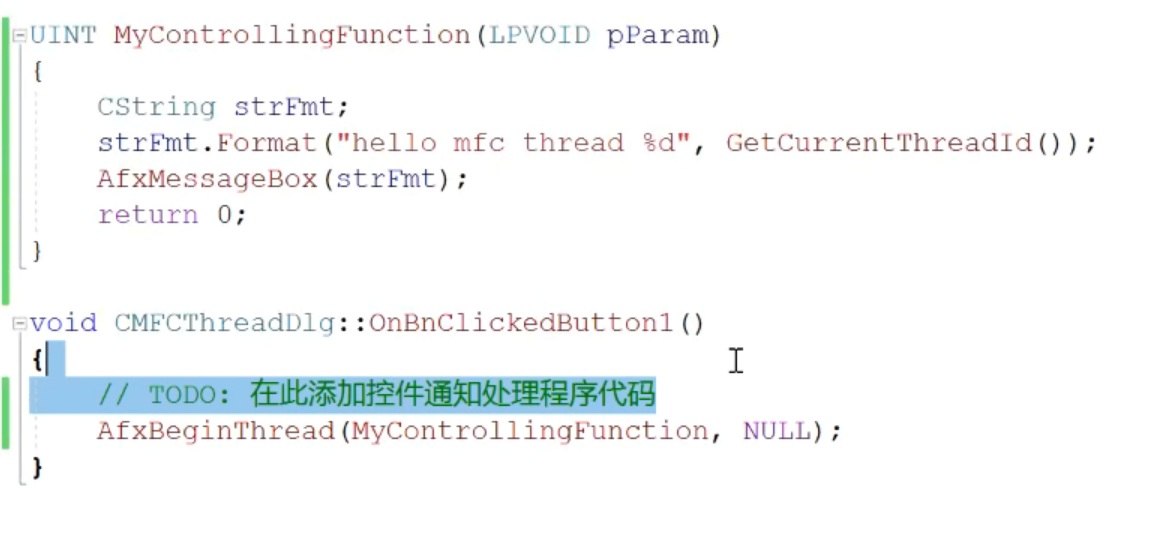 UINT MyControllingFunction(LPVOID pParam)
{
    CString strFmt;
    strFmt.Format("hello mfc thread %d", GetCurrentThreadId());
    AfxMessageBox(strFmt);
    return 0;
}
void CMFCThreadDlg::OnBnClickedButton1()
{
    // TODO: 在此添加控件通知处理程序代码
    AfxBeginThread(MyControllingFunction, NULL);
}